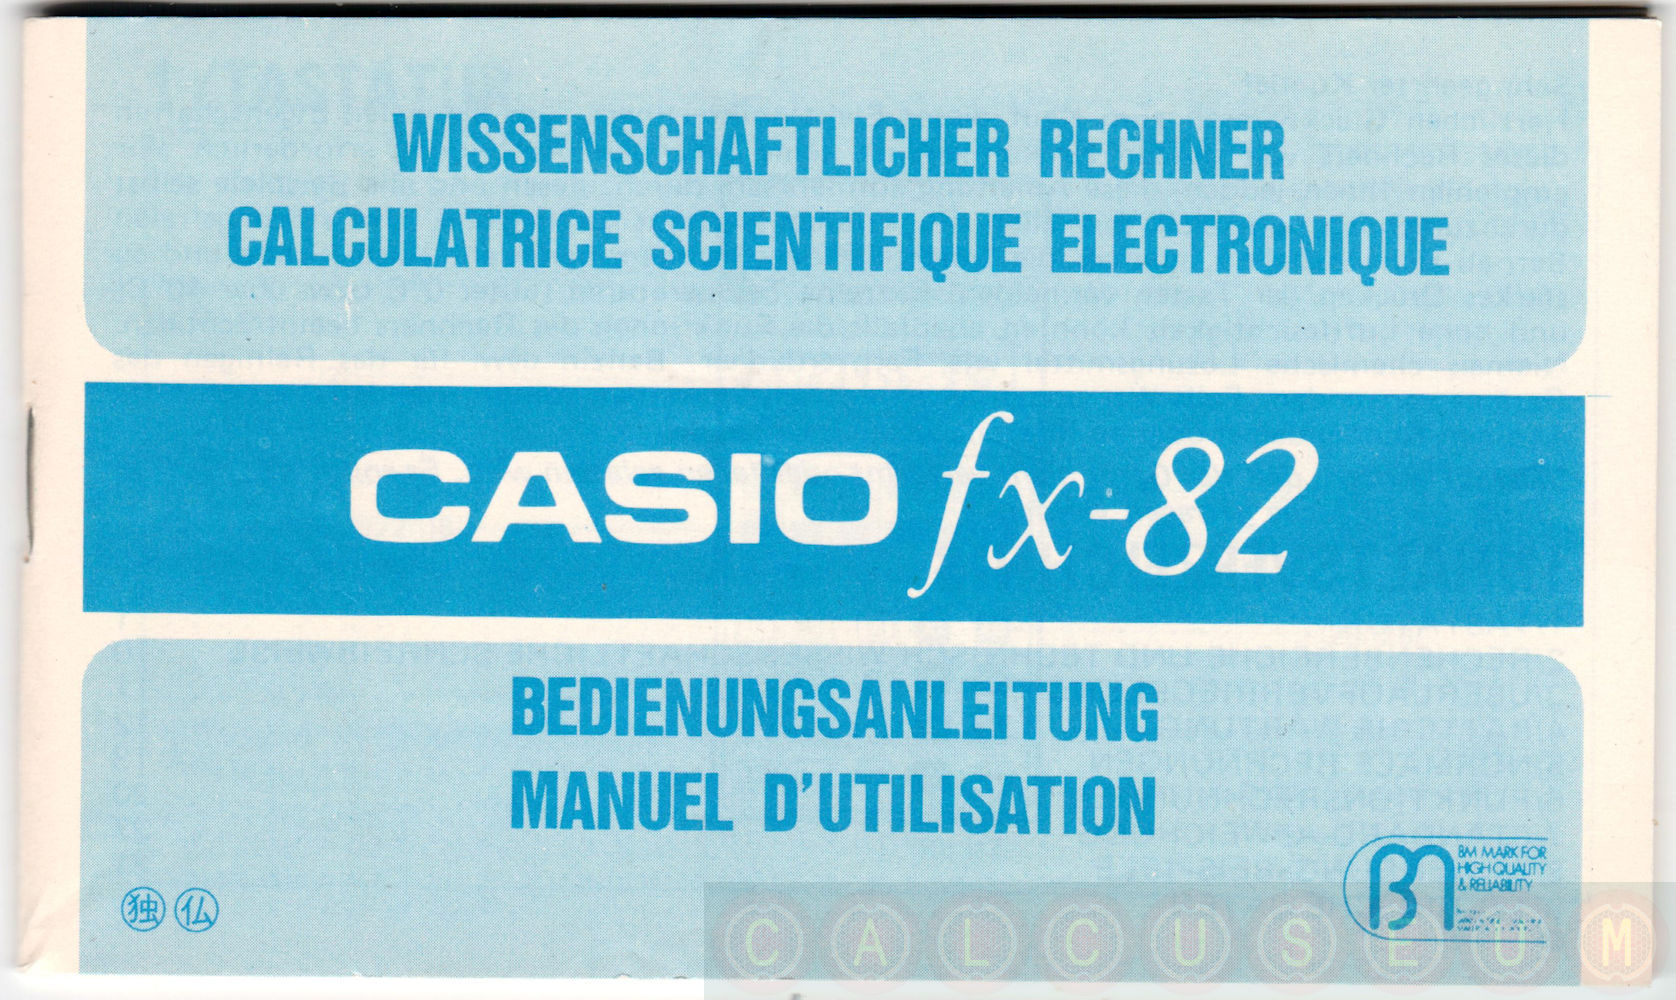 WISSENSCHAFTLICHER RECHNER
CALCULATRICE SCIENTIFIQUE ELECTRONIQUE
CASIO fx-82
BEDIENUNGSANLEITUNG
MANUEL D'UTILISATION
BM MARK FOR
HIGH QUALITY
& RELIABILITY
独 仏
CALCUSEUM